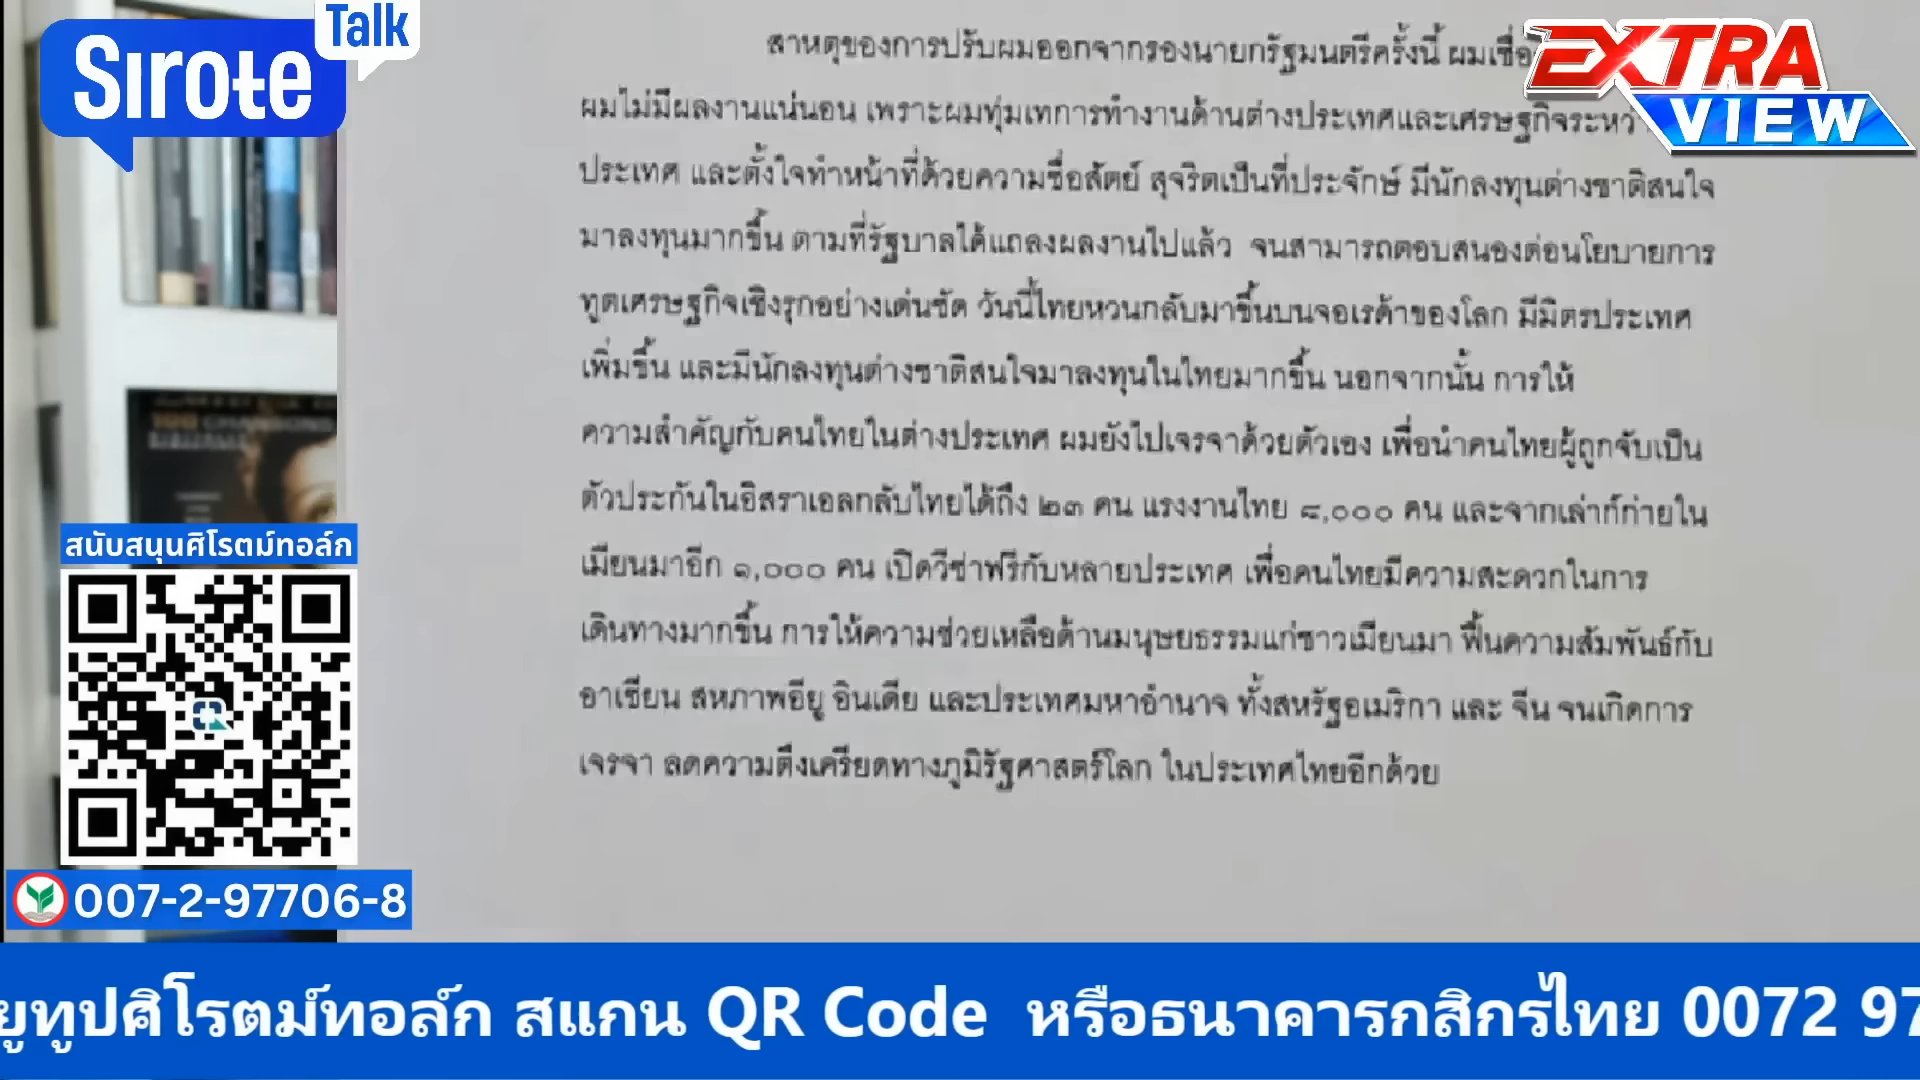 Sirote
Talk
EXTRA
VIEW
สาเหตุของการปรับผมออกจากรองนายกรัฐมนตรีครั้งนี้ ผมเชื่อ
ผมไม่มีผลงานแน่นอน เพราะผมทุ่มเทการทำงานด้านต่างประเทศและเศรษฐกิจระหว่
ประเทศ และตั้งใจทำหน้าที่ด้วยความซื่อสัตย์ สุจริตเป็นที่ประจักษ์ มีนักลงทุนต่างชาติสนใจ
มาลงทุนมากขึ้น ตามที่รัฐบาลได้แถลงผลงานไปแล้ว จนสามารถตอบสนองต่อนโยบายการ
ทูตเศรษฐกิจเชิงรุกอย่างเด่นชัด วันนี้ไทยหวนกลับมาขึ้นบนจอเรด้าของโลก มีมิตรประเทศ
เพิ่มขึ้น และมีนักลงทุนต่างชาติสนใจมาลงทุนในไทยมากขึ้น นอกจากนั้น การให้
ความสำคัญกับคนไทยในต่างประเทศ ผมยังไปเจรจาด้วยตัวเอง เพื่อนำคนไทยผู้ถูกจับเป็น
ตัวประกันในอิสราเอลกลับไทยได้ถึง ๒๓ คน แรงงานไทย ๘,๐๐๐ คน และจากเล่าก์ก่ายใน
เมียนมาอีก ๑,๐๐๐ คน เปิดวีซ่าฟรีกับหลายประเทศ เพื่อคนไทยมีความสะดวกในการ
เดินทางมากขึ้น การให้ความช่วยเหลือด้านมนุษยธรรมแก่ชาวเมียนมา ฟื้นความสัมพันธ์กับ
อาเซียน สหภาพอียู อินเดีย และประเทศมหาอำนาจ ทั้งสหรัฐอเมริกา และ จีน จนเกิดการ
เจรจา ลดความตึงเครียดทางภูมิรัฐศาสตร์โลก ในประเทศไทยอีกด้วย
สนับสนุนศิโรตม์ทอล์ก
007-2-97706-8
ยูทูปศิโรตม์ทอล์ก สแกน QR Code หรือธนาคารกสิกรไทย 0072 97